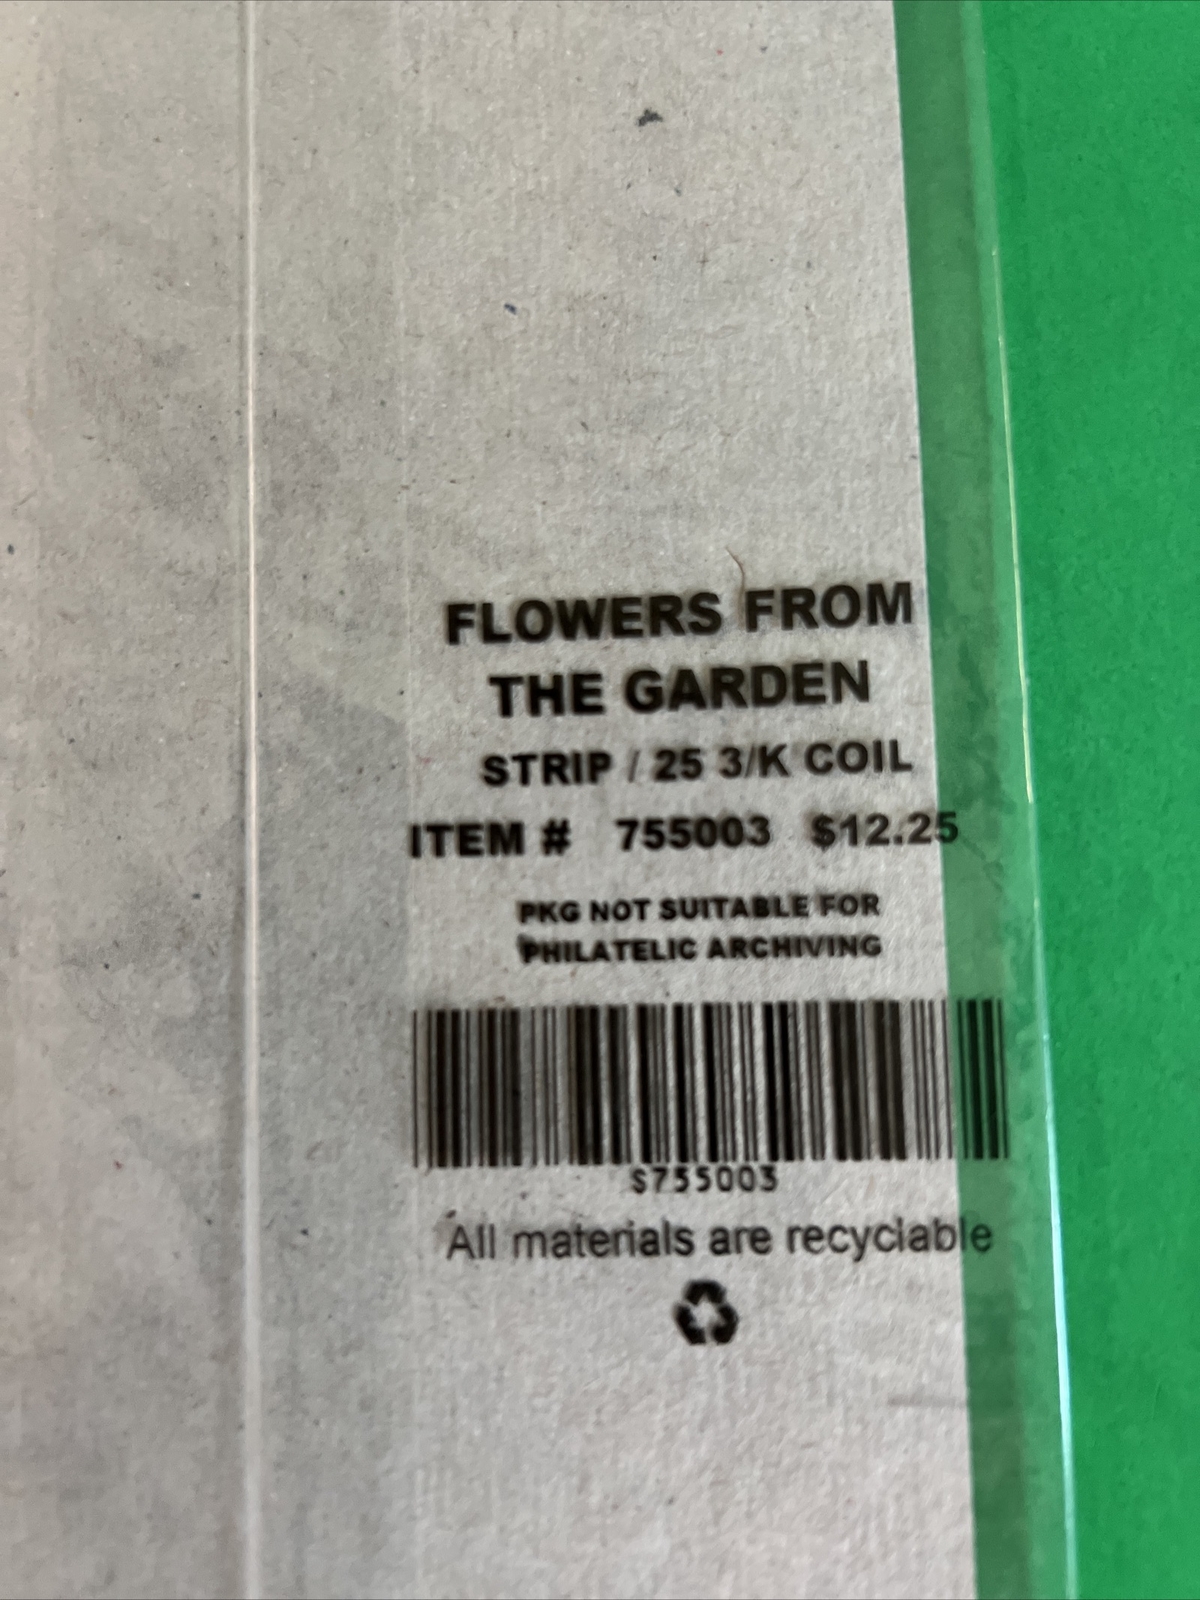 FLOWERS FROM
THE GARDEN
STRIP / 25 3/K COIL
ITEM # 755003 $12.25
PKG NOT SUITABLE FOR
PHILATELIC ARCHIVING
S755003
All materials are recyclable